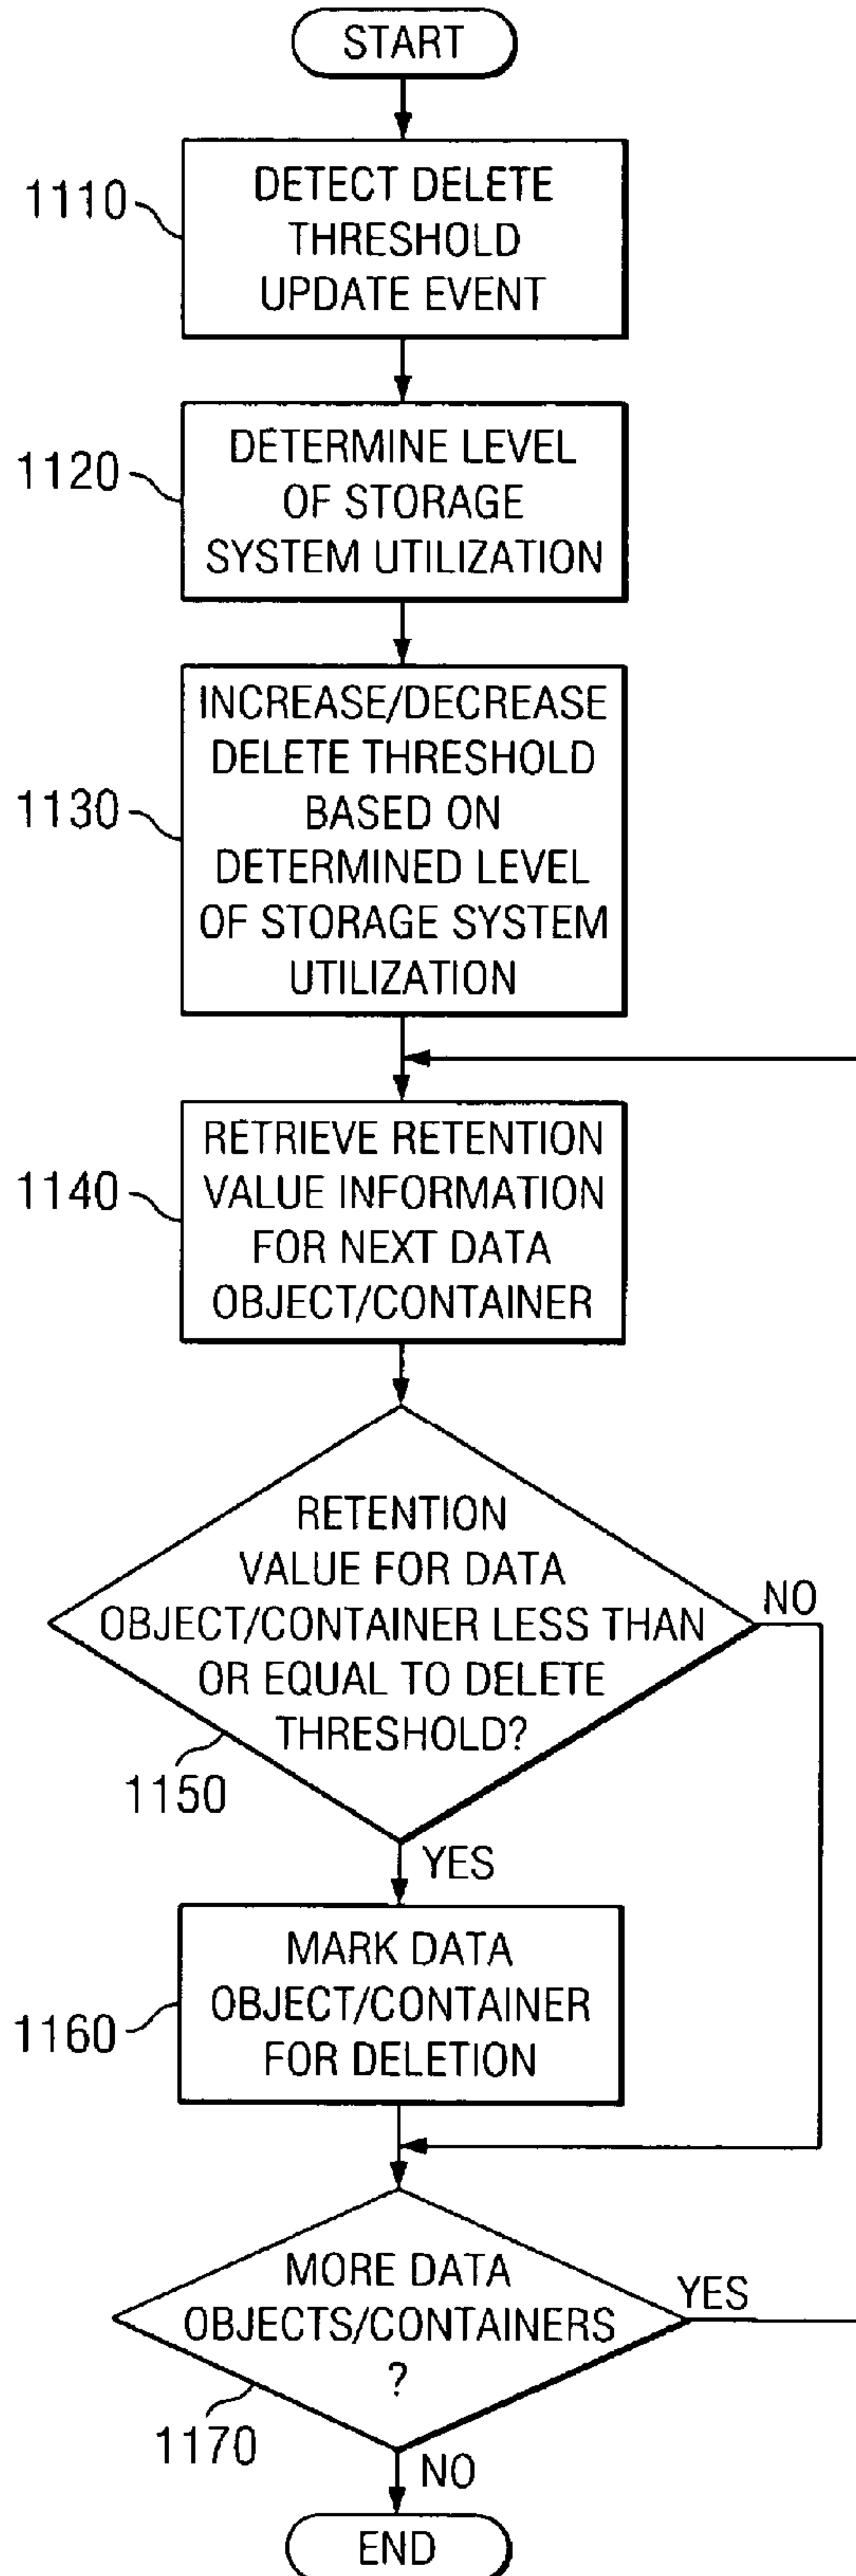 START
1110
DETECT DELETE
THRESHOLD
UPDATE EVENT
1120
DETERMINE LEVEL
OF STORAGE
SYSTEM UTILIZATION
1130
INCREASE/DECREASE
DELETE THRESHOLD
BASED ON
DETERMINED LEVEL
OF STORAGE SYSTEM
UTILIZATION
1140
RETRIEVE RETENTION
VALUE INFORMATION
FOR NEXT DATA
OBJECT/CONTAINER
RETENTION
VALUE FOR DATA
OBJECT/CONTAINER LESS THAN
OR EQUAL TO DELETE
THRESHOLD?
NO
1150
YES
1160
MARK DATA
OBJECT/CONTAINER
FOR DELETION
MORE DATA
OBJECTS/CONTAINERS
?
YES
1170
NO
END